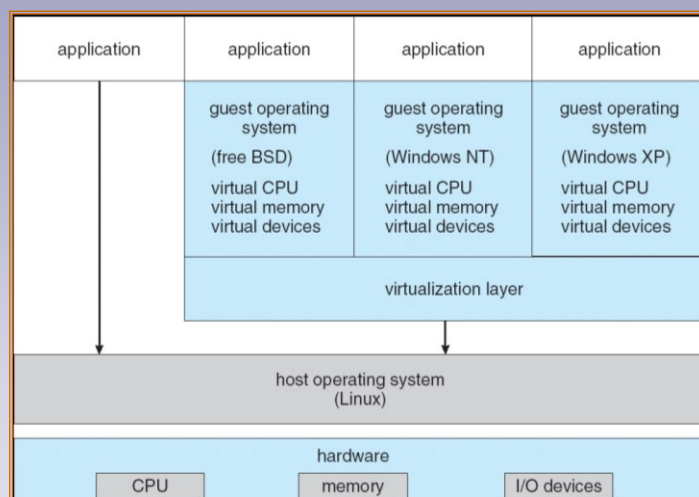 application
application
application
application
guest operating
system
(free BSD)
virtual CPU
virtual memory
virtual devices
guest operating
system
(Windows NT)
virtual CPU
virtual memory
virtual devices
guest operating
system
(Windows XP)
virtual CPU
virtual memory
virtual devices
virtualization layer
host operating system
(Linux)
hardware
CPU
memory
I/O devices